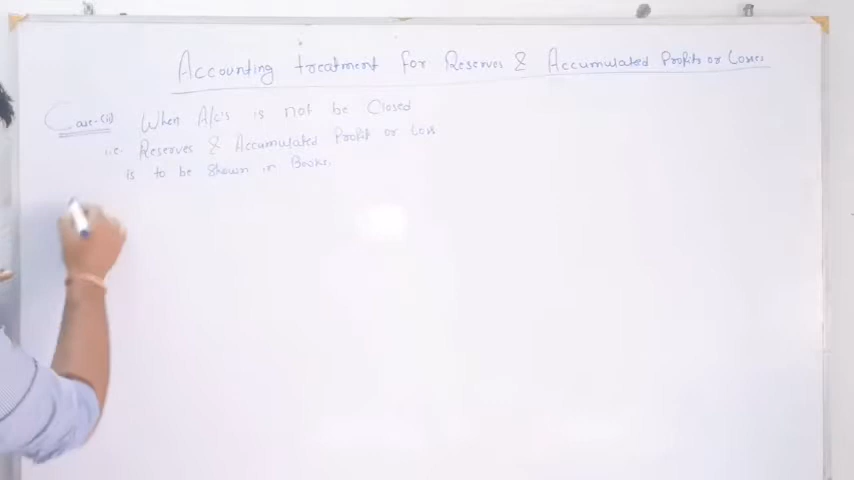 Accounting treatment for Reserves & Accumulated Profits or Losses
Case-(ii) When A/c's is not be Closed
i.e. Reserves & Accumulated Profit or Loss
is to be Shown in Books.